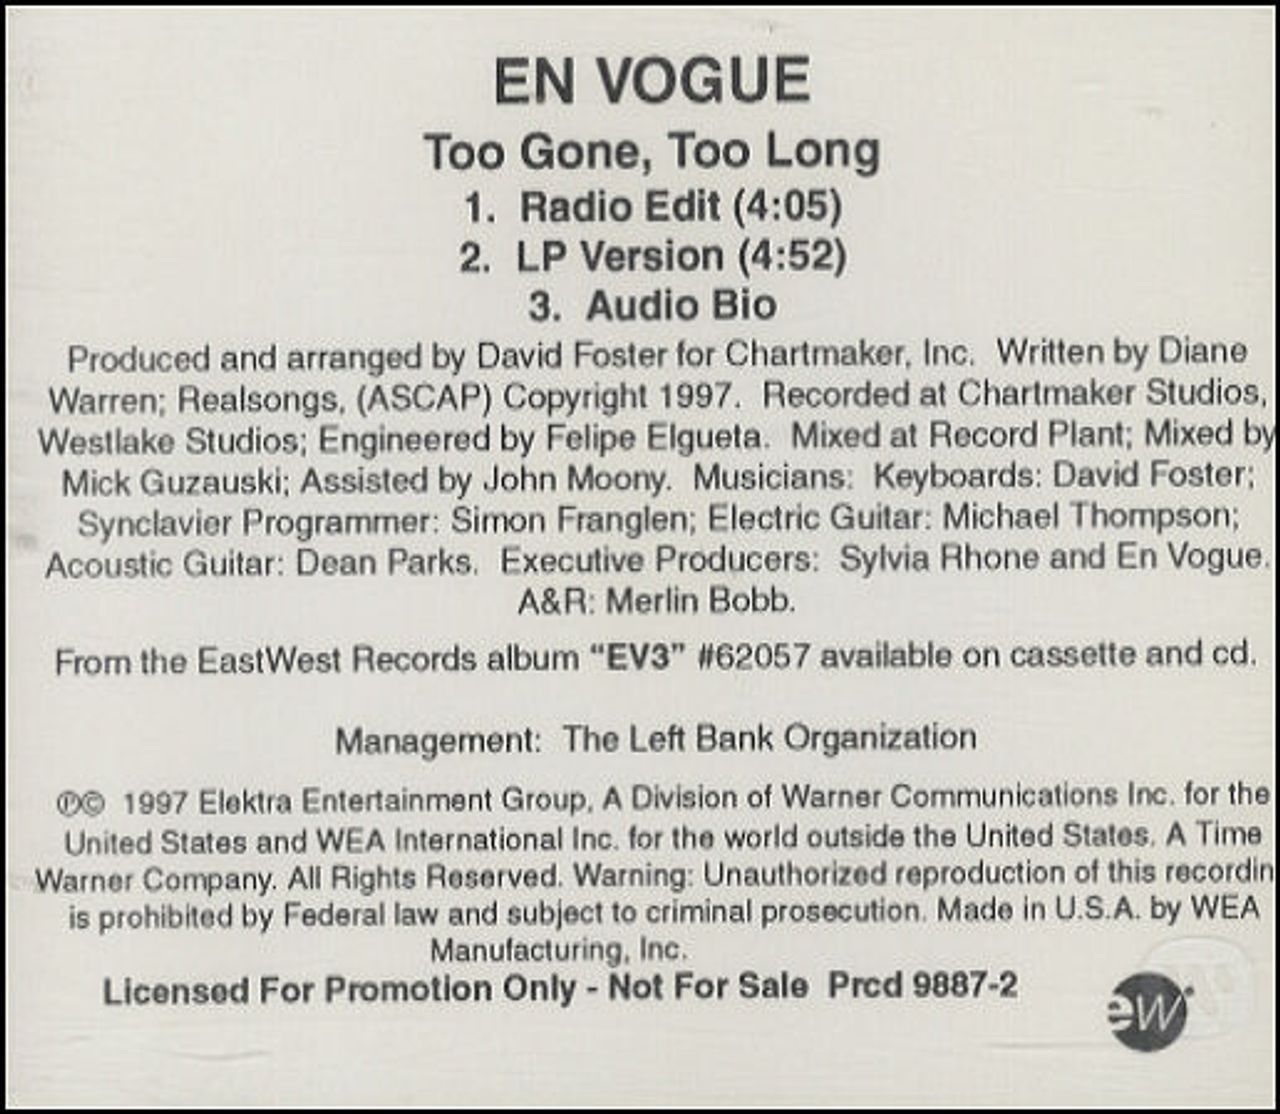 EN VOGUE
Too Gone, Too Long
1. Radio Edit (4:05)
2. LP Version (4:52)
3. Audio Bio
Produced and arranged by David Foster for Chartmaker, Inc. Written by Diane
Warren; Realsongs, (ASCAP) Copyright 1997. Recorded at Chartmaker Studios,
Westlake Studios; Engineered by Felipe Elgueta. Mixed at Record Plant; Mixed by
Mick Guzauski; Assisted by John Moony. Musicians: Keyboards: David Foster;
Synclavier Programmer: Simon Franglen; Electric Guitar: Michael Thompson;
Acoustic Guitar: Dean Parks. Executive Producers: Sylvia Rhone and En Vogue.
A&R: Merlin Bobb.
From the EastWest Records album “EV3” #62057 available on cassette and cd.
Management: The Left Bank Organization
℗© 1997 Elektra Entertainment Group, A Division of Warner Communications Inc. for the
United States and WEA International Inc. for the world outside the United States. A Time
Warner Company. All Rights Reserved. Warning: Unauthorized reproduction of this recordin
is prohibited by Federal law and subject to criminal prosecution. Made in U.S.A. by WEA
Manufacturing, Inc.
Licensed For Promotion Only - Not For Sale Prcd 9887-2
ew